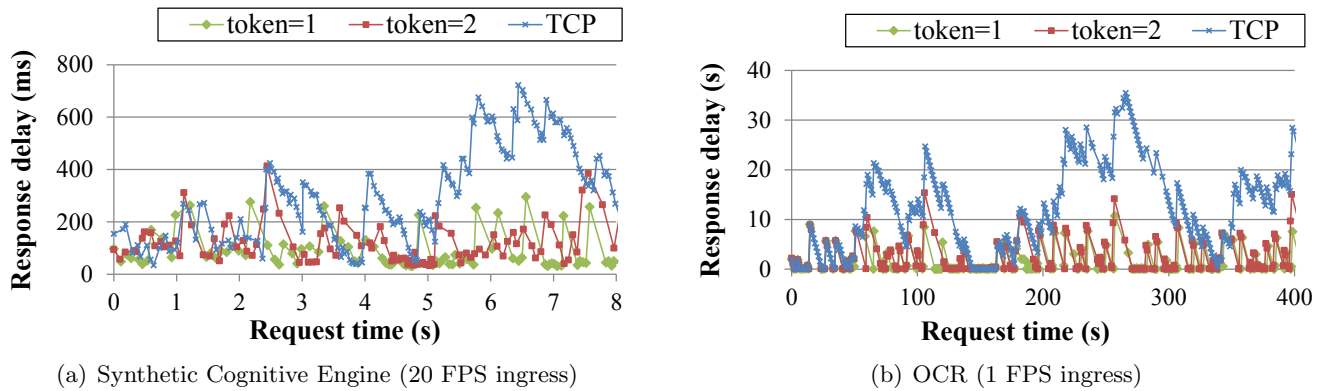 token=1 token=2 TCP
800
600
400
200
0
Response delay (ms)
0 1 2 3 4 5 6 7 8
Request time (s)
(a) Synthetic Cognitive Engine (20 FPS ingress)
token=1 token=2 TCP
40
30
20
10
0
Response delay (s)
0 100 200 300 400
Request time (s)
(b) OCR (1 FPS ingress)